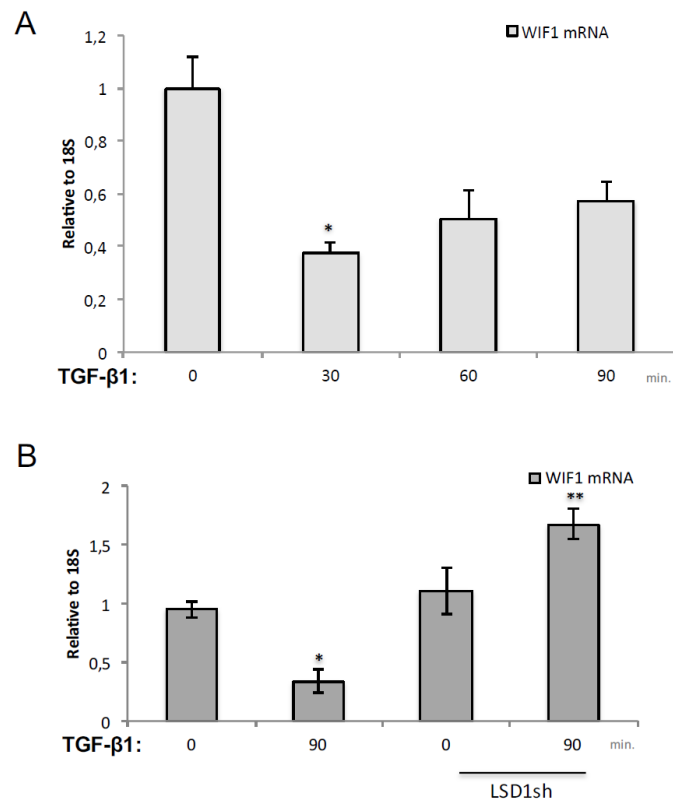 A
WIF1 mRNA
1,2
1
0,8
0,6
0,4
0,2
0
Relative to 18S
*
TGF-β1: 0 30 60 90 min.
B
WIF1 mRNA
2
1,5
1
0,5
0
Relative to 18S
*
**
TGF-β1: 0 90 0 90 min.
LSD1sh